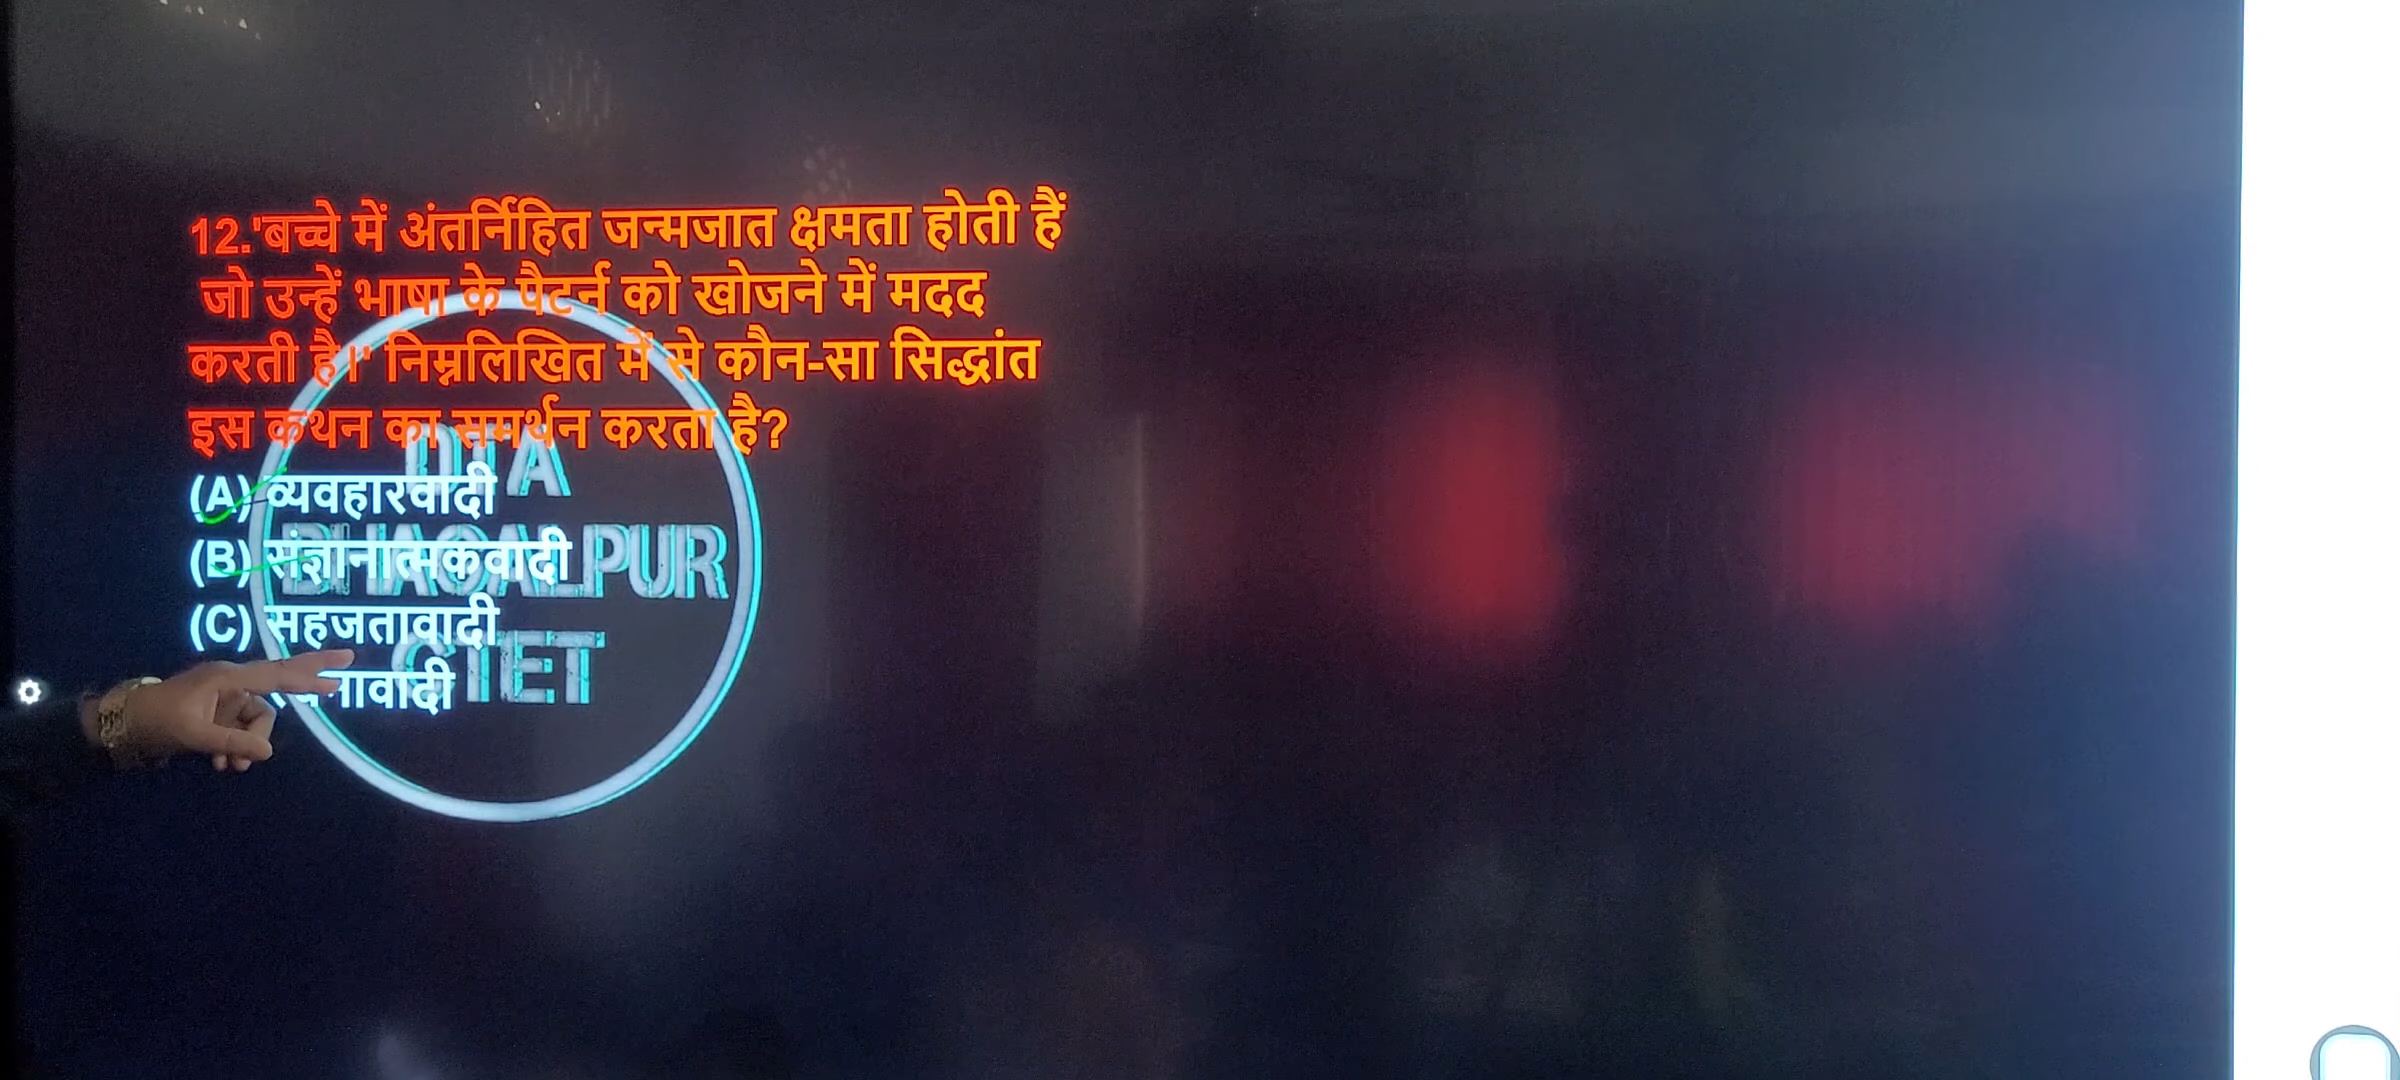 12.'बच्चे में अंतर्निहित जन्मजात क्षमता होती हैं
जो उन्हें भाषा के पैटर्न को खोजने में मदद
करती है।' निम्नलिखित में से कौन-सा सिद्धांत
इस कथन का समर्थन करता है?
(A) व्यवहारवादी
(B) संज्ञानात्मकवादी
(C) सहजतावादी
BHAGALPUR
CTET